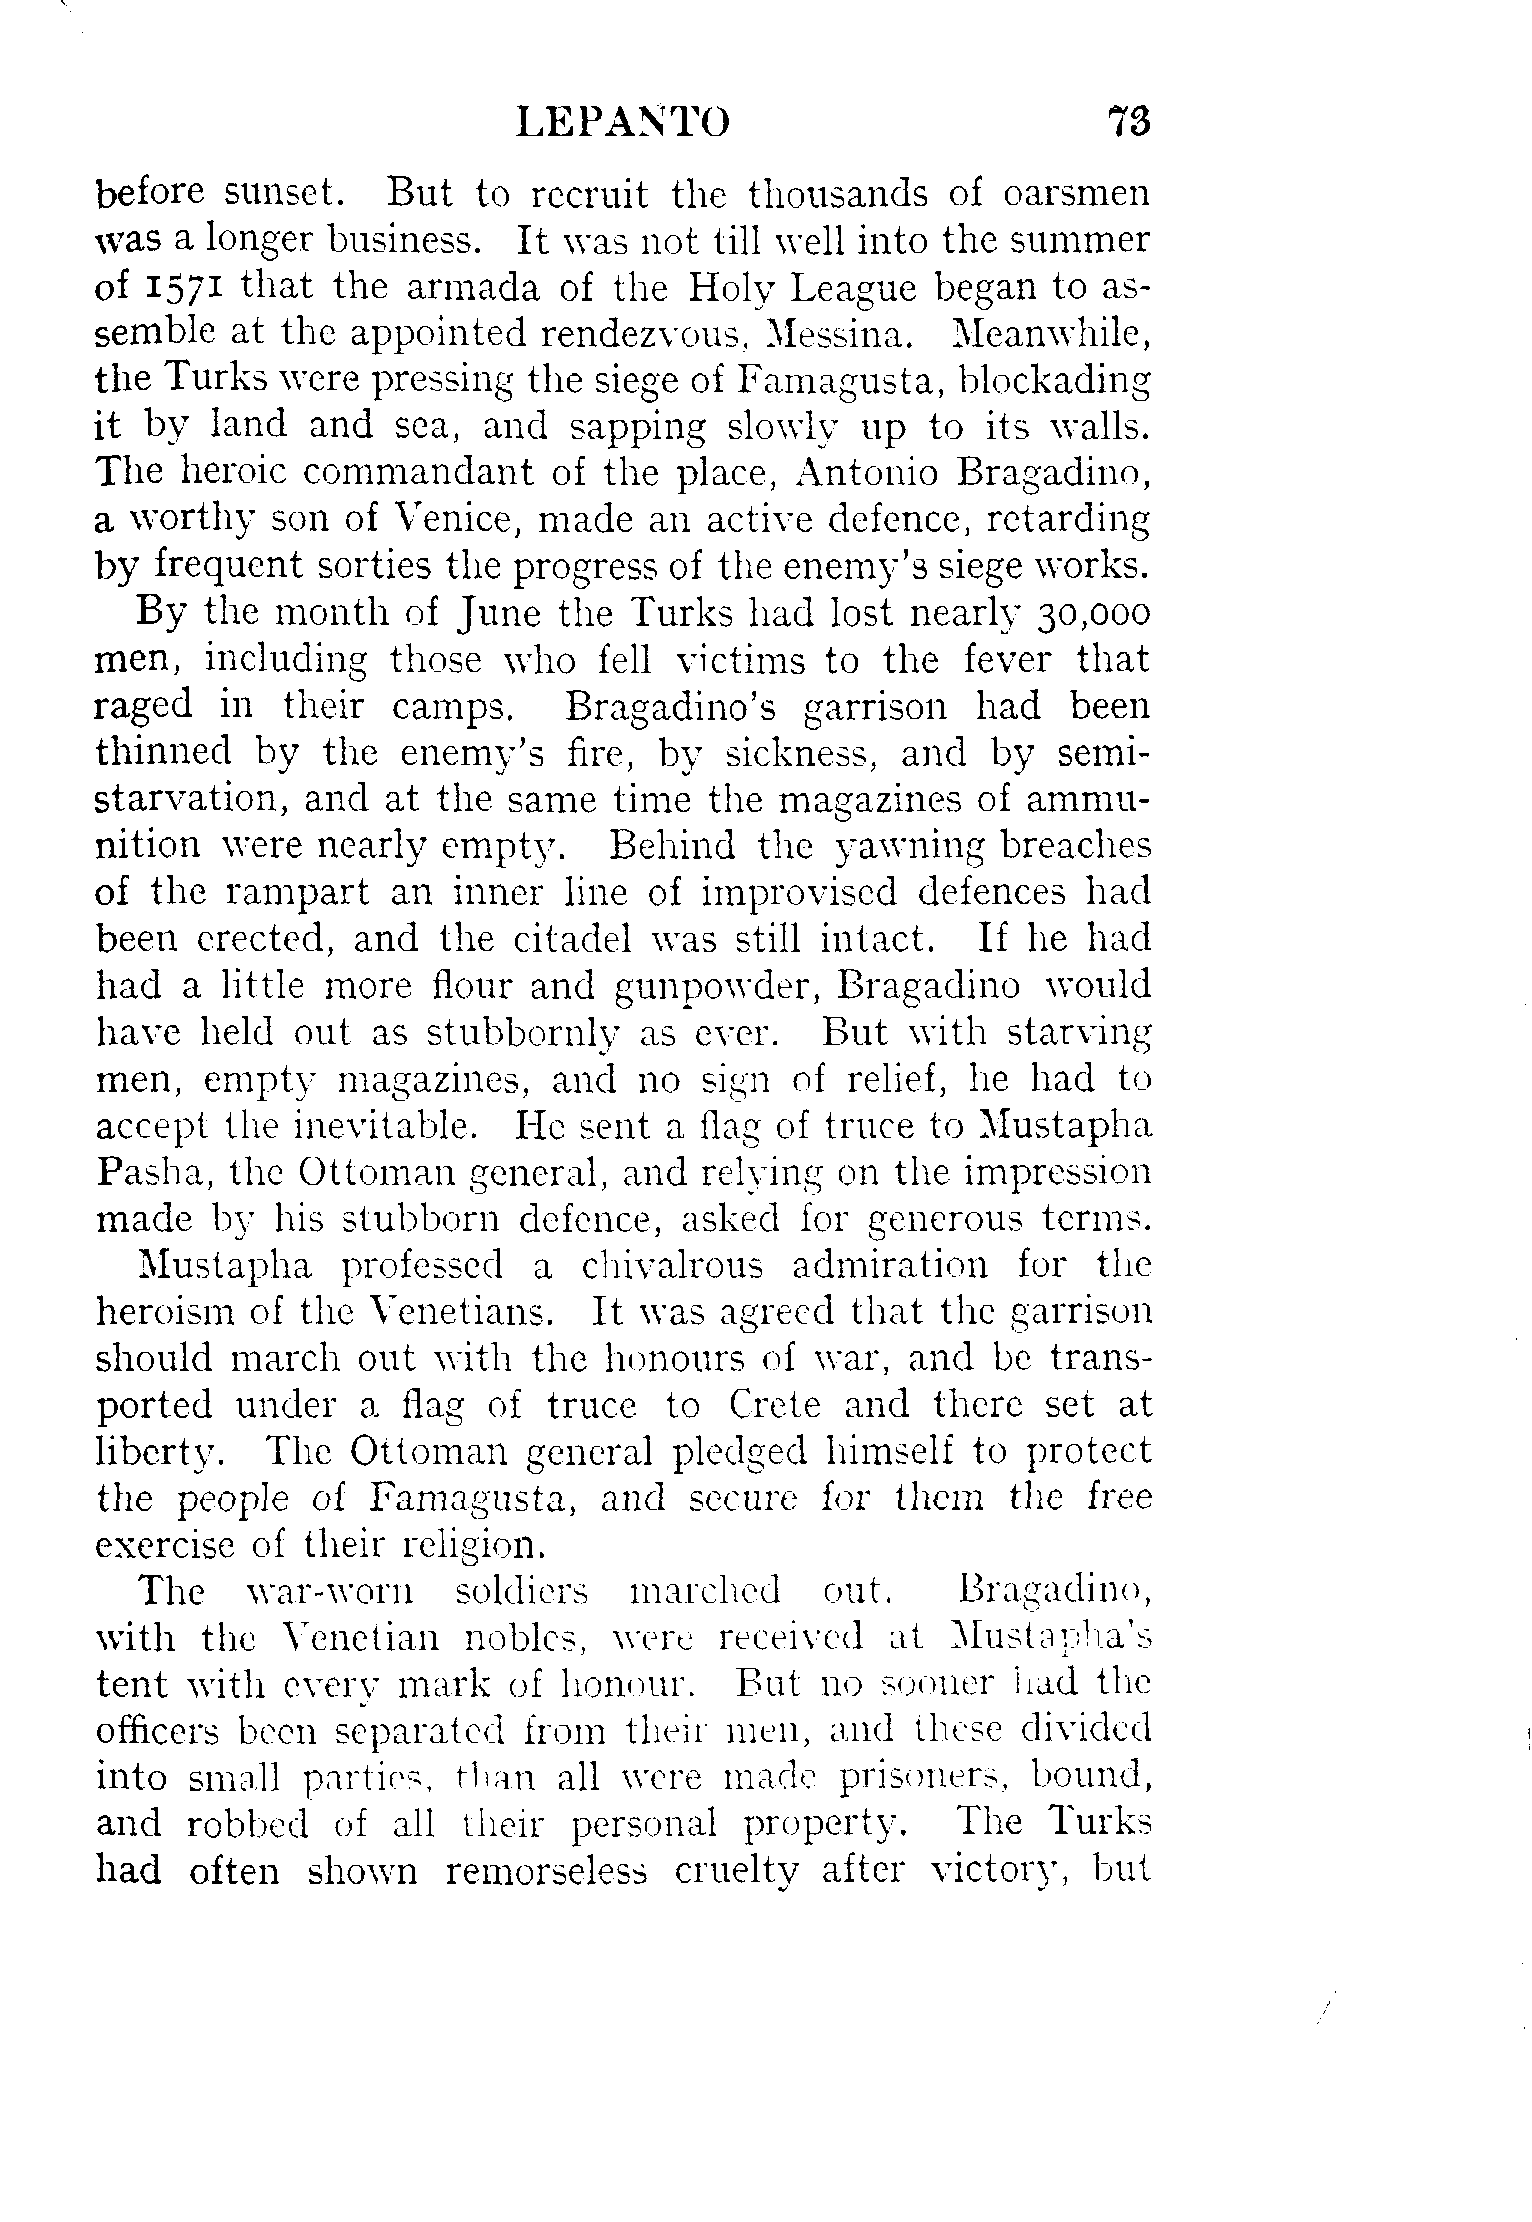 LEPANTO 73
before sunset. But to recruit the thousands of oarsmen
was a longer business. It was not till well into the summer
of 1571 that the armada of the Holy League began to as-
semble at the appointed rendezvous, Messina. Meanwhile,
the Turks were pressing the siege of Famagusta, blockading
it by land and sea, and sapping slowly up to its walls.
The heroic commandant of the place, Antonio Bragadino,
a worthy son of Venice, made an active defence, retarding
by frequent sorties the progress of the enemy's siege works.
By the month of June the Turks had lost nearly 30,000
men, including those who fell victims to the fever that
raged in their camps. Bragadino's garrison had been
thinned by the enemy's fire, by sickness, and by semi-
starvation, and at the same time the magazines of ammu-
nition were nearly empty. Behind the yawning breaches
of the rampart an inner line of improvised defences had
been erected, and the citadel was still intact. If he had
had a little more flour and gunpowder, Bragadino would
have held out as stubbornly as ever. But with starving
men, empty magazines, and no sign of relief, he had to
accept the inevitable. He sent a flag of truce to Mustapha
Pasha, the Ottoman general, and relying on the impression
made by his stubborn defence, asked for generous terms.
Mustapha professed a chivalrous admiration for the
heroism of the Venetians. It was agreed that the garrison
should march out with the honours of war, and be trans-
ported under a flag of truce to Crete and there set at
liberty. The Ottoman general pledged himself to protect
the people of Famagusta, and secure for them the free
exercise of their religion.
The war-worn soldiers marched out. Bragadino,
with the Venetian nobles, were received at Mustapha's
tent with every mark of honour. But no sooner had the
officers been separated from their men, and these divided
into small parties, than all were made prisoners, bound,
and robbed of all their personal property. The Turks
had often shown remorseless cruelty after victory, but